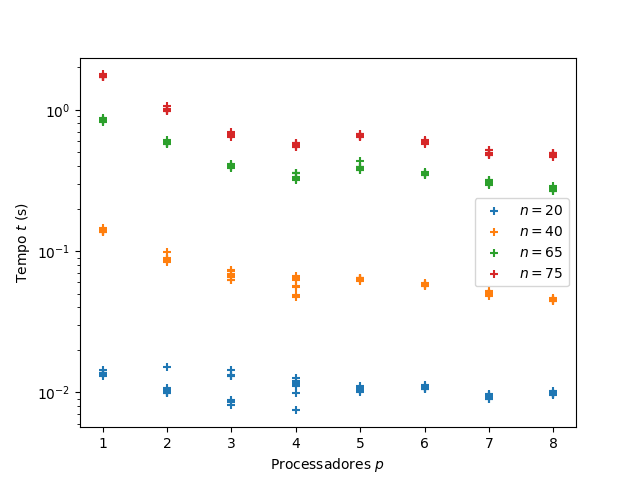 10⁰
10⁻¹
10⁻²
Tempo t (s)
n = 20
n = 40
n = 65
n = 75
1 2 3 4 5 6 7 8
Processadores p